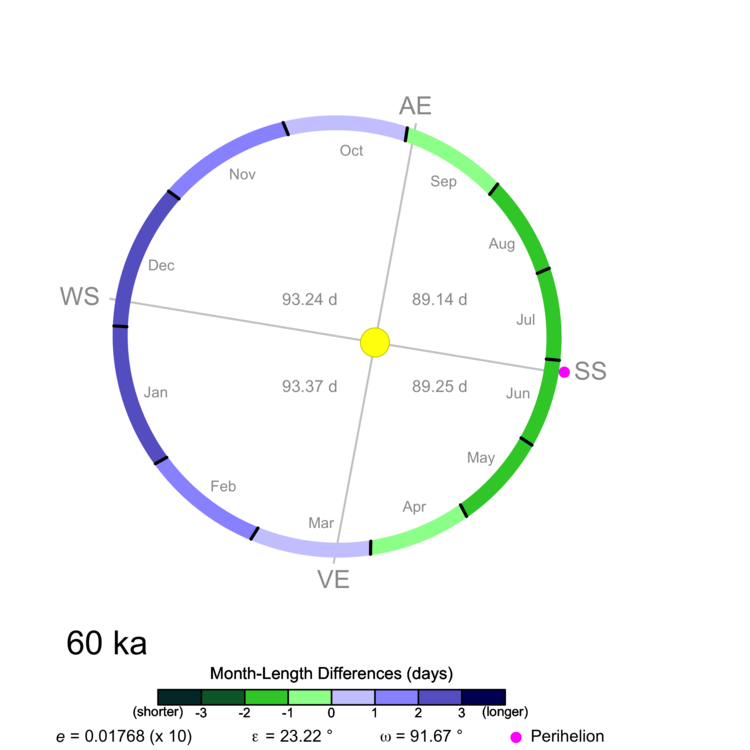 AE
Oct
Sep
Nov
Aug
Dec
WS
93.24 d
89.14 d
Jul
SS
93.37 d
89.25 d
Jan
Jun
May
Feb
Apr
Mar
VE
60 ka
Month-Length Differences (days)
(shorter) -3 -2 -1 0 1 2 3 (longer)
e = 0.01768 (x 10) ε = 23.22 ° ω = 91.67 ° Perihelion